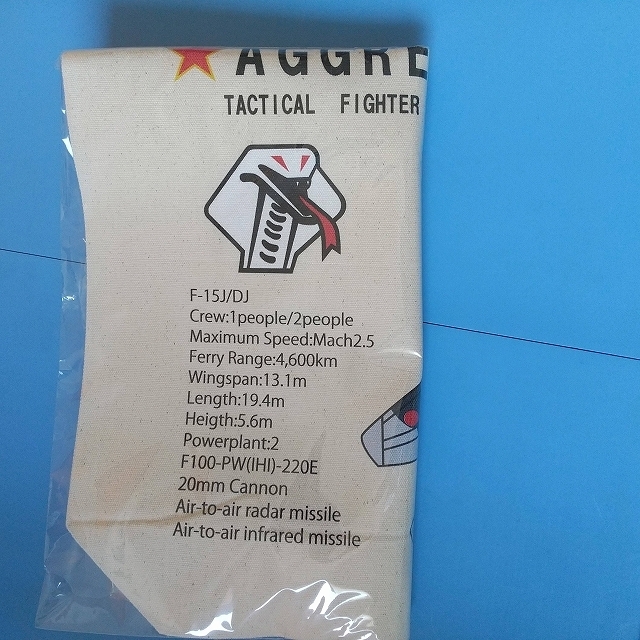 AGGRE
TACTICAL FIGHTER
F-15J/DJ
Crew:1people/2people
Maximum Speed:Mach2.5
Ferry Range:4,600km
Wingspan:13.1m
Length:19.4m
Heigth:5.6m
Powerplant:2
F100-PW(IHI)-220E
20mm Cannon
Air-to-air radar missile
Air-to-air infrared missile